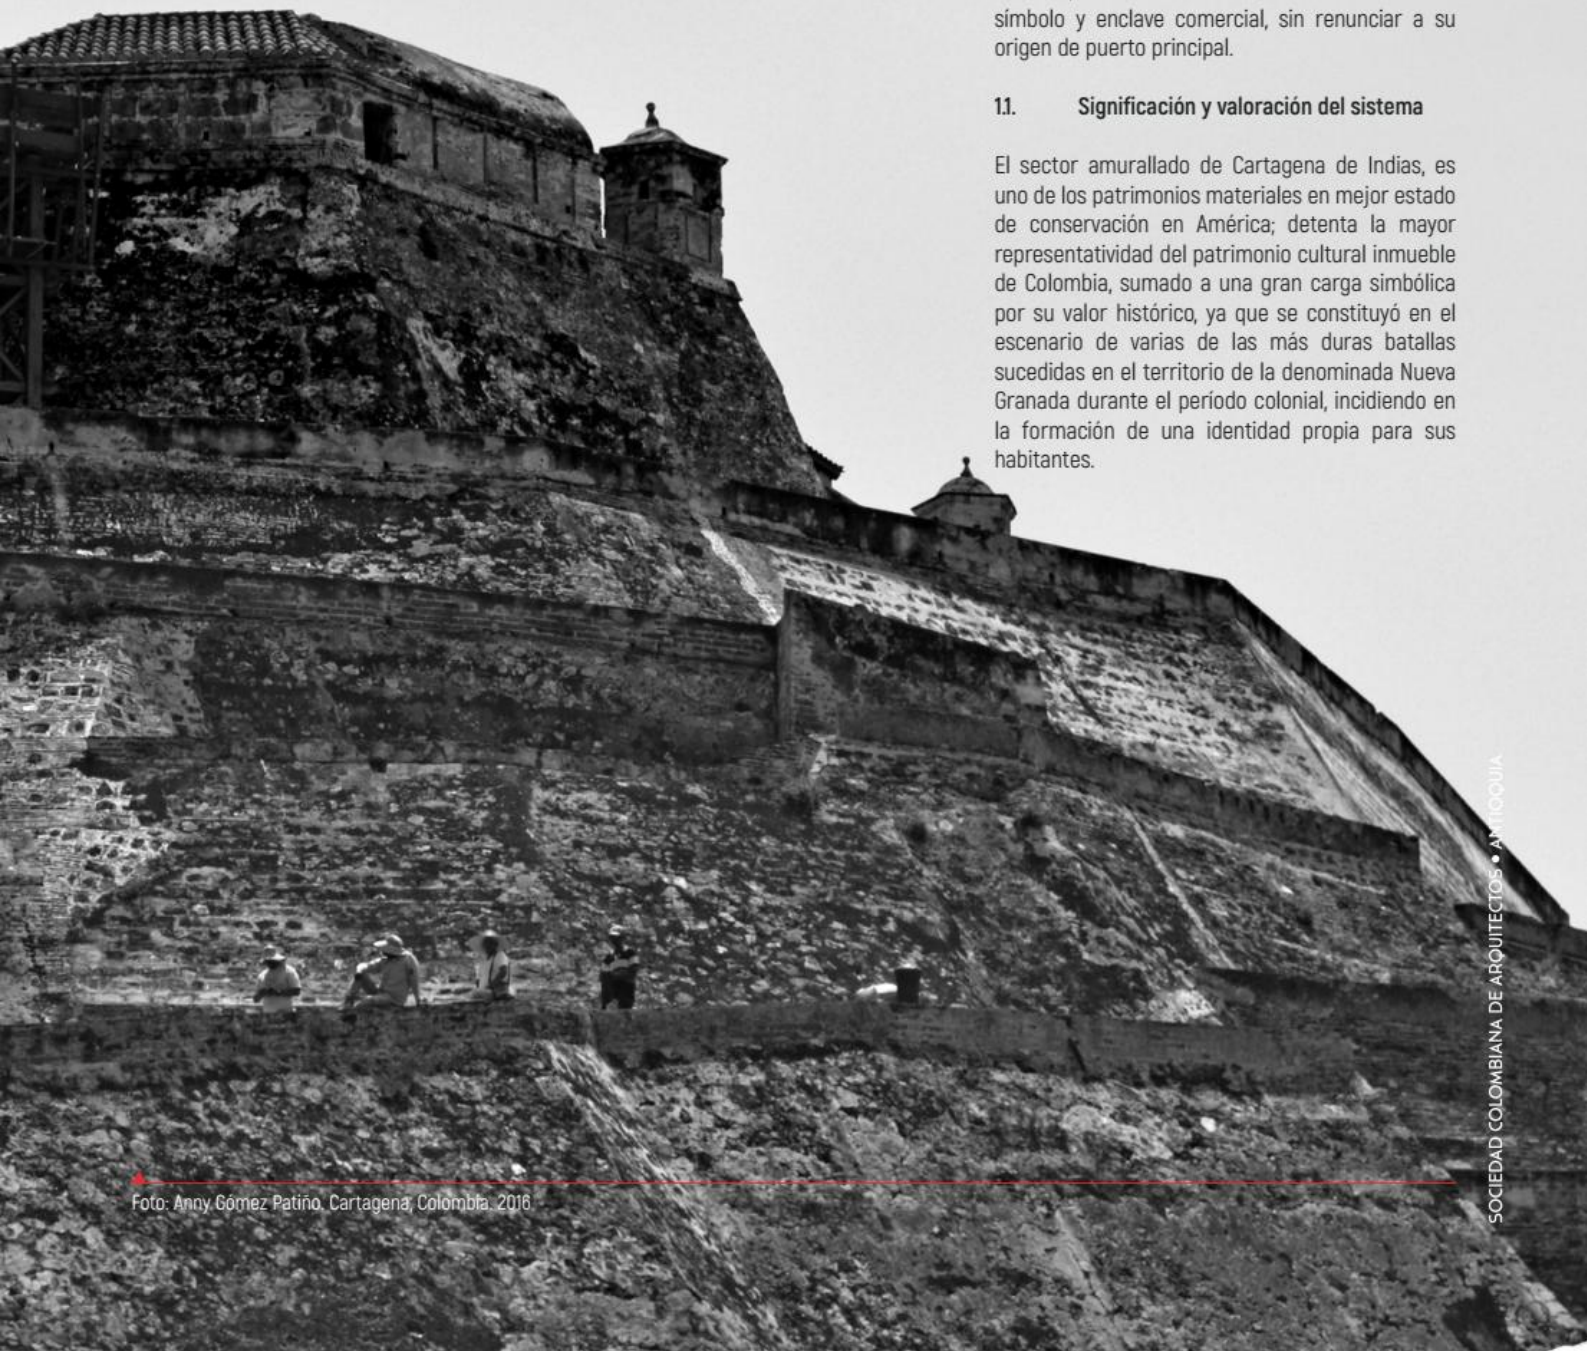 símbolo y enclave comercial, sin renunciar a su
origen de puerto principal.
1.1. Significación y valoración del sistema
El sector amurallado de Cartagena de Indias, es
uno de los patrimonios materiales en mejor estado
de conservación en América; detenta la mayor
representatividad del patrimonio cultural inmueble
de Colombia, sumado a una gran carga simbólica
por su valor histórico, ya que se constituyó en el
escenario de varias de las más duras batallas
sucedidas en el territorio de la denominada Nueva
Granada durante el período colonial, incidiendo en
la formación de una identidad propia para sus
habitantes.
SOCIEDAD COLOMBIANA DE ARQUITECTOS • ANTIOQUIA
Foto: Anny Gómez Patiño. Cartagena, Colombia. 2016